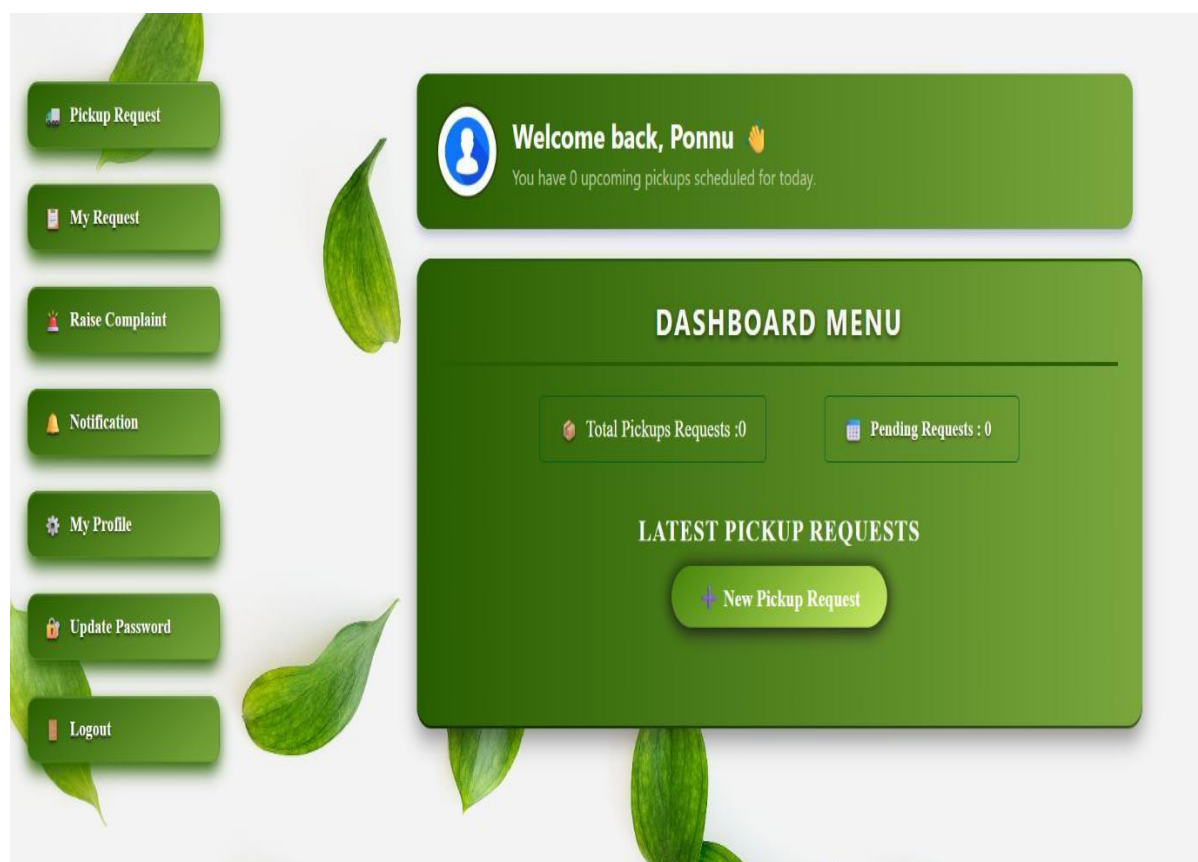 Pickup Request
My Request
Raise Complaint
Notification
My Profile
Update Password
Logout
Welcome back, Ponnu 👋
You have 0 upcoming pickups scheduled for today.
DASHBOARD MENU
Total Pickups Requests :0
Pending Requests : 0
LATEST PICKUP REQUESTS
➕ New Pickup Request